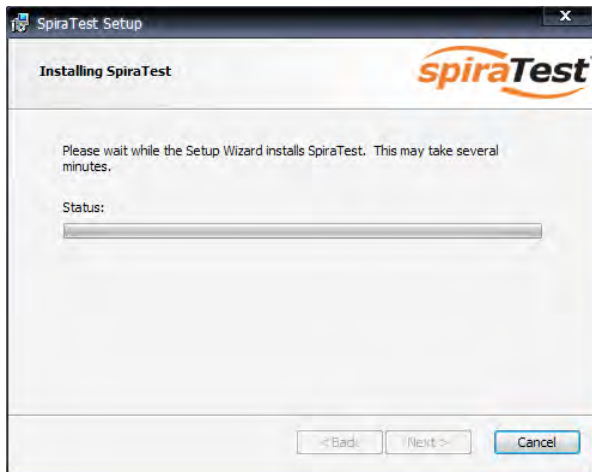 SpiraTest Setup
X
Installing SpiraTest
spiraTest
Please wait while the Setup Wizard installs SpiraTest. This may take several
minutes.
Status:
< Back Next > Cancel